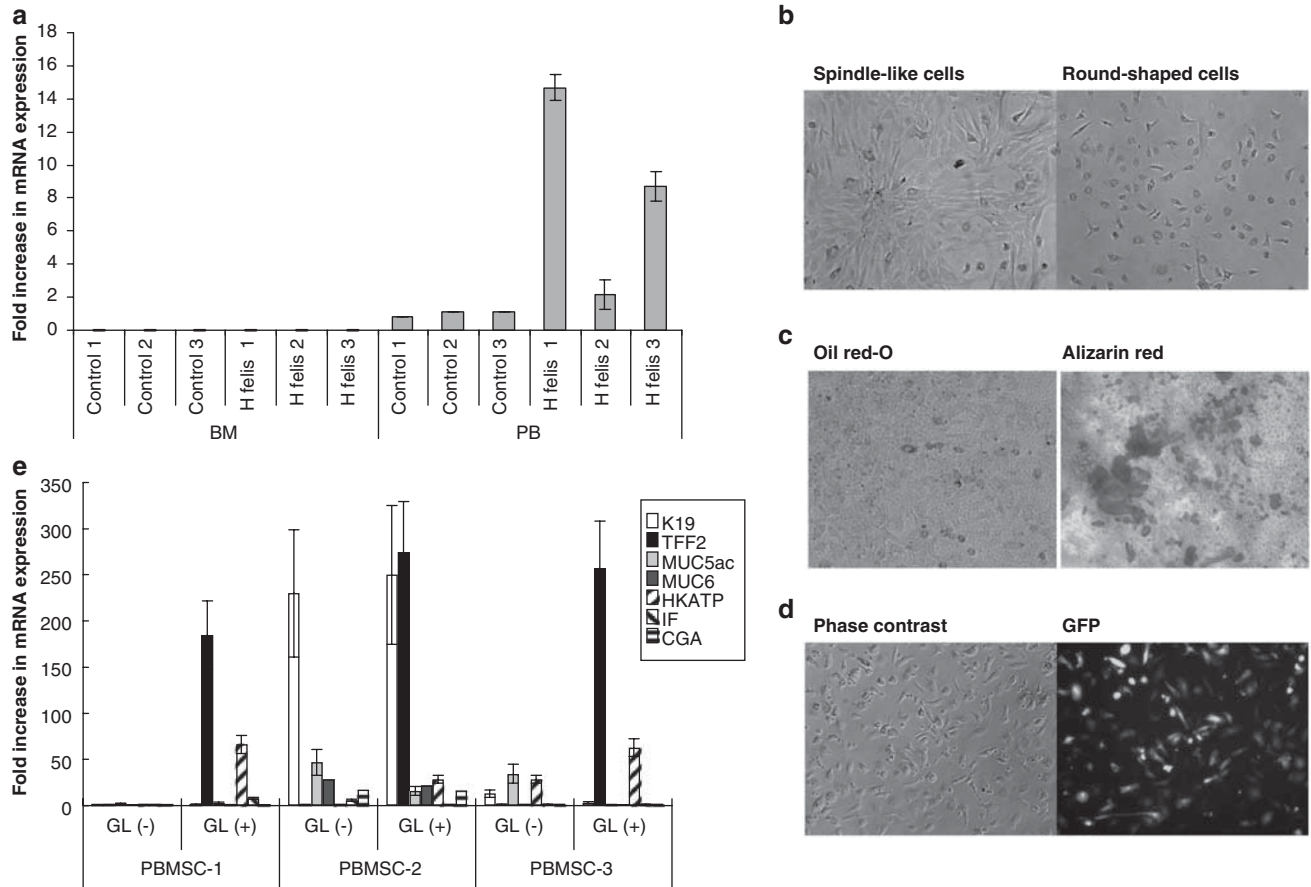 a
Fold increase in mRNA expression
18
16
14
12
10
8
6
4
2
0
Control 1
Control 2
Control 3
H felis 1
H felis 2
H felis 3
Control 1
Control 2
Control 3
H felis 1
H felis 2
H felis 3
BM PB
b
Spindle-like cells Round-shaped cells
c
Oil red-O Alizarin red
d
Phase contrast GFP
e
Fold increase in mRNA expression
350
300
250
200
150
100
50
0
K19
TFF2
MUC5ac
MUC6
HKATP
IF
CGA
GL (-) GL (+) GL (-) GL (+) GL (-) GL (+)
PBMSC-1 PBMSC-2 PBMSC-3